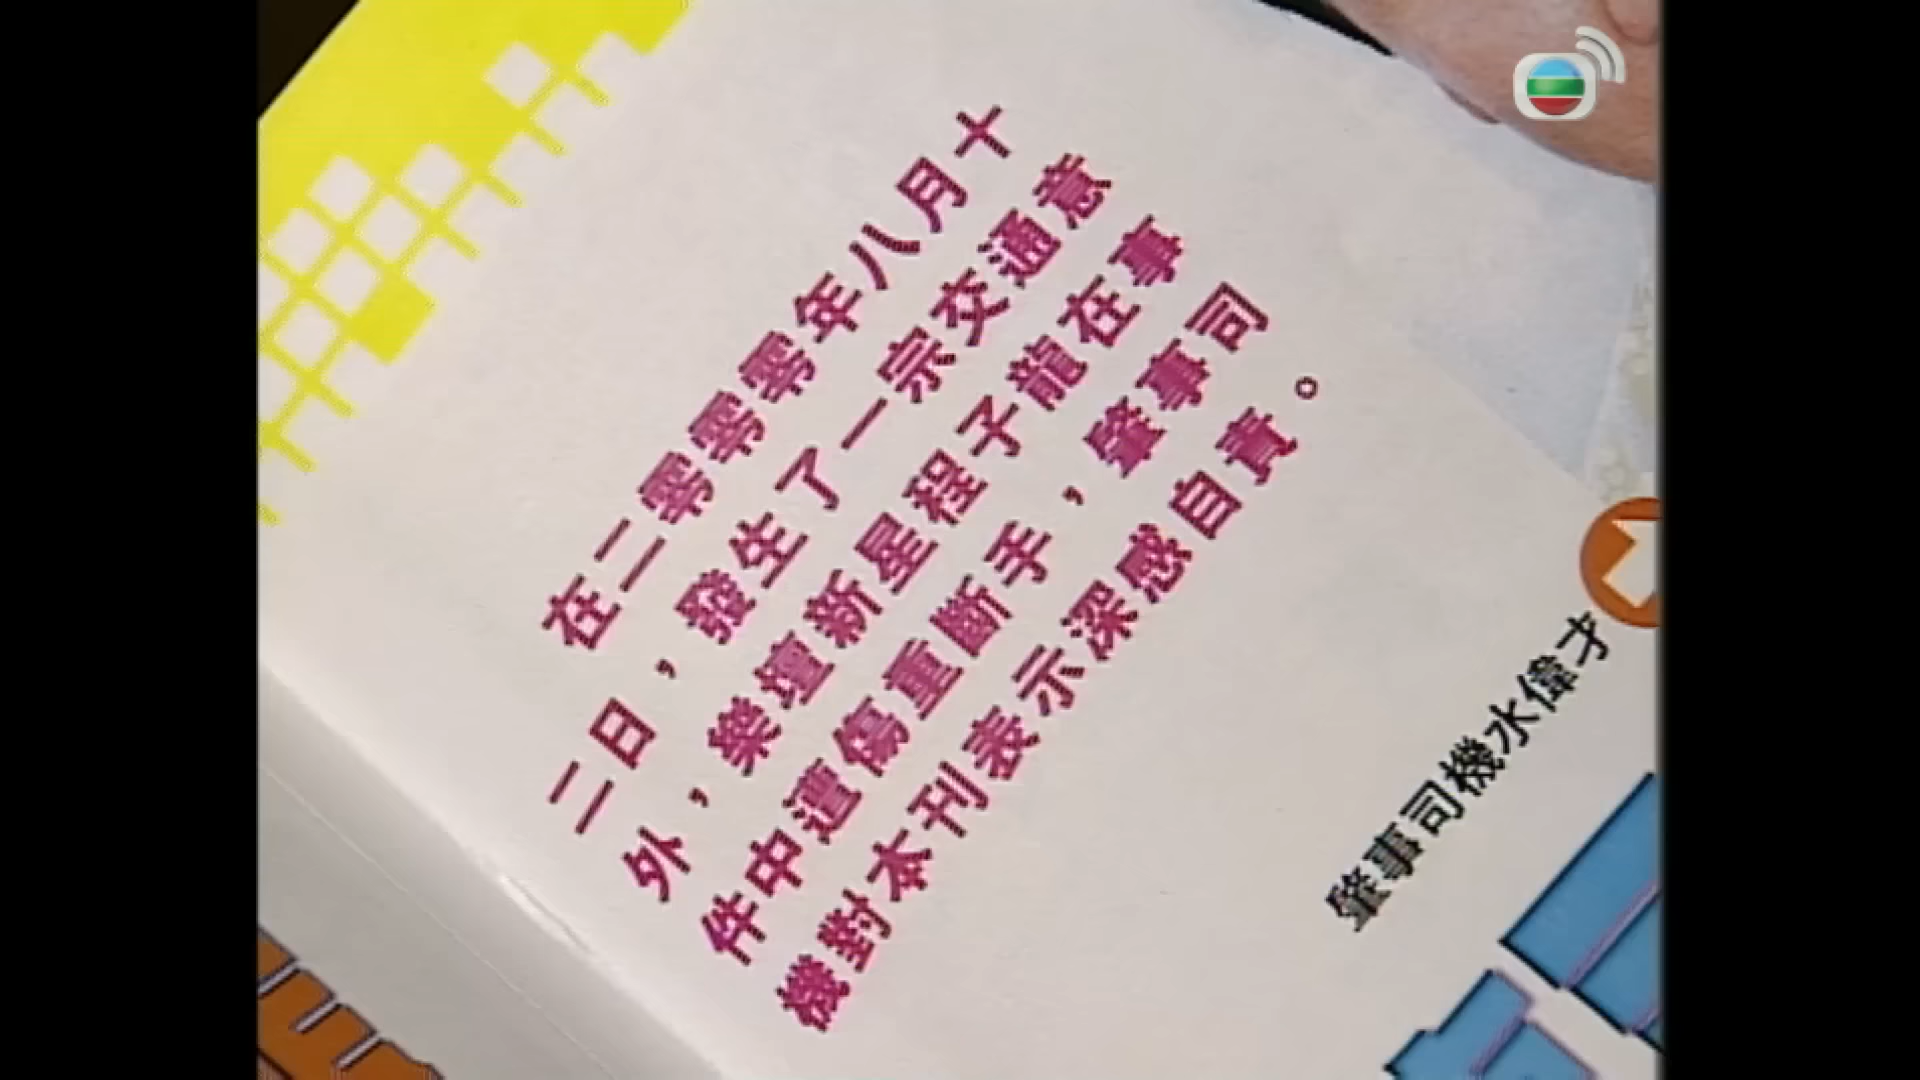 在二零零零年八月十
二日，發生了一宗交通意
外，樂壇新星程子龍在事
件中遭傷重斷手，肇事司
機對本刊表示深感自責。
肇事司機水偉才